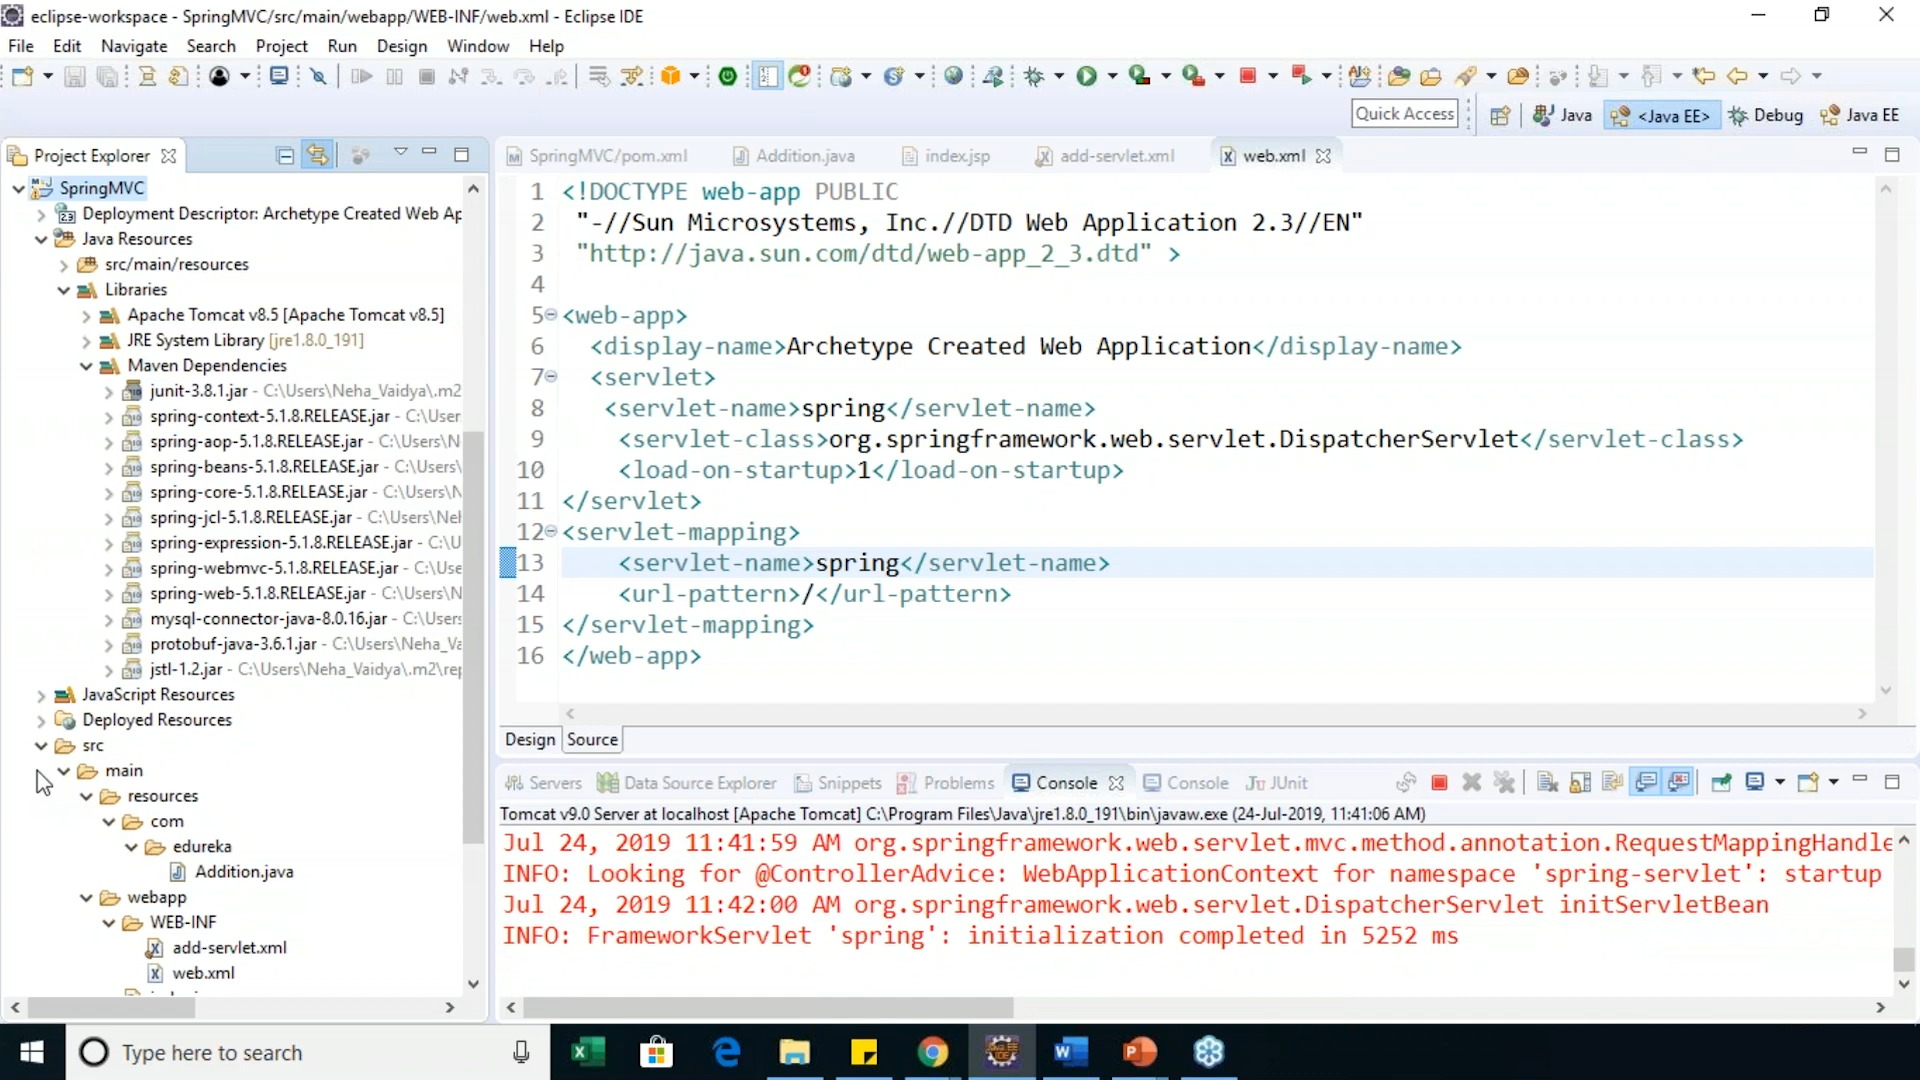 eclipse-workspace - SpringMVC/src/main/webapp/WEB-INF/web.xml - Eclipse IDE
File Edit Navigate Search Project Run Design Window Help
Quick Access Java <Java EE> Debug Java EE
Project Explorer
SpringMVC
Deployment Descriptor: Archetype Created Web Ap
Java Resources
src/main/resources
Libraries
Apache Tomcat v8.5 [Apache Tomcat v8.5]
JRE System Library [jre1.8.0_191]
Maven Dependencies
junit-3.8.1.jar - C:\Users\Neha_Vaidya\.m2
spring-context-5.1.8.RELEASE.jar - C:\User
spring-aop-5.1.8.RELEASE.jar - C:\Users\N
spring-beans-5.1.8.RELEASE.jar - C:\Users\
spring-core-5.1.8.RELEASE.jar - C:\Users\N
spring-jcl-5.1.8.RELEASE.jar - C:\Users\Neh
spring-expression-5.1.8.RELEASE.jar - C:\U
spring-webmvc-5.1.8.RELEASE.jar - C:\Use
spring-web-5.1.8.RELEASE.jar - C:\Users\N
mysql-connector-java-8.0.16.jar - C:\Users
protobuf-java-3.6.1.jar - C:\Users\Neha_Va
jstl-1.2.jar - C:\Users\Neha_Vaidya\.m2\rep
JavaScript Resources
Deployed Resources
src
main
resources
com
edureka
Addition.java
webapp
WEB-INF
add-servlet.xml
web.xml
SpringMVC/pom.xml Addition.java index.jsp add-servlet.xml web.xml
1 <!DOCTYPE web-app PUBLIC
2 "-//Sun Microsystems, Inc.//DTD Web Application 2.3//EN"
3 "http://java.sun.com/dtd/web-app_2_3.dtd" >
4
5 <web-app>
6 <display-name>Archetype Created Web Application</display-name>
7 <servlet>
8 <servlet-name>spring</servlet-name>
9 <servlet-class>org.springframework.web.servlet.DispatcherServlet</servlet-class>
10 <load-on-startup>1</load-on-startup>
11 </servlet>
12 <servlet-mapping>
13 <servlet-name>spring</servlet-name>
14 <url-pattern>/</url-pattern>
15 </servlet-mapping>
16 </web-app>
Design Source
Servers Data Source Explorer Snippets Problems Console Console JUnit
Tomcat v9.0 Server at localhost [Apache Tomcat] C:\Program Files\Java\jre1.8.0_191\bin\javaw.exe (24-Jul-2019, 11:41:06 AM)
Jul 24, 2019 11:41:59 AM org.springframework.web.servlet.mvc.method.annotation.RequestMappingHandle
INFO: Looking for @ControllerAdvice: WebApplicationContext for namespace 'spring-servlet': startup
Jul 24, 2019 11:42:00 AM org.springframework.web.servlet.DispatcherServlet initServletBean
INFO: FrameworkServlet 'spring': initialization completed in 5252 ms
Type here to search